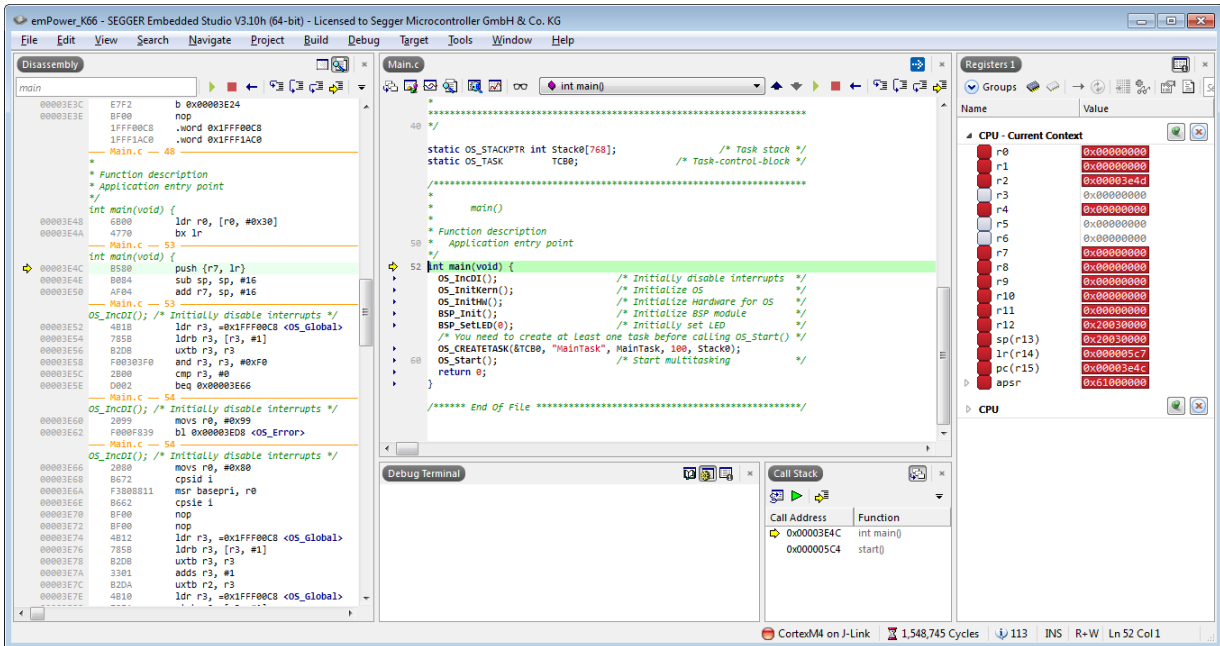 emPower_K66 - SEGGER Embedded Studio V3.10h (64-bit) - Licensed to Segger Microcontroller GmbH & Co. KG
File Edit View Search Navigate Project Build Debug Target Tools Window Help
Disassembly
main
00003E3C E7F2 b 0x00003E24
00003E3E BF00 nop
1FFF00C8 .word 0x1FFF00C8
1FFF1AC0 .word 0x1FFF1AC0
Main.c — 48
*
* Function description
* Application entry point
*/
int main(void) {
00003E48 6B00 ldr r0, [r0, #0x30]
00003E4A 4770 bx lr
Main.c — 53
int main(void) {
00003E4C B580 push {r7, lr}
00003E4E B084 sub sp, sp, #16
00003E50 AF04 add r7, sp, #16
Main.c — 53
OS_IncDI(); /* Initially disable interrupts */
00003E52 4B1B ldr r3, =0x1FFF00C8 <OS_Global>
00003E54 785B ldrb r3, [r3, #1]
00003E56 B2DB uxtb r3, r3
00003E58 F00303F0 and r3, r3, #0xF0
00003E5C 2B00 cmp r3, #0
00003E5E D002 beq 0x00003E66
Main.c — 54
OS_IncDI(); /* Initially disable interrupts */
00003E60 2099 movs r0, #0x99
00003E62 F000F839 bl 0x00003ED8 <OS_Error>
Main.c — 54
OS_IncDI(); /* Initially disable interrupts */
00003E66 2080 movs r0, #0x80
00003E68 B672 cpsid i
00003E6A F3808811 msr basepri, r0
00003E6E B662 cpsie i
00003E70 BF00 nop
00003E72 BF00 nop
00003E74 4B12 ldr r3, =0x1FFF00C8 <OS_Global>
00003E76 785B ldrb r3, [r3, #1]
00003E78 B2DB uxtb r3, r3
00003E7A 3301 adds r3, #1
00003E7C B2DA uxtb r2, r3
00003E7E 4B10 ldr r3, =0x1FFF00C8 <OS_Global>
Main.c
int main()
*
**********************************************************************
40 */
static OS_STACKPTR int Stack0[768]; /* Task stack */
static OS_TASK TCB0; /* Task-control-block */
/*********************************************************************
*
* main()
*
* Function description
50 * Application entry point
*/
52 int main(void) {
OS_IncDI(); /* Initially disable interrupts */
OS_InitKern(); /* Initialize OS */
OS_InitHW(); /* Initialize Hardware for OS */
BSP_Init(); /* Initialize BSP module */
BSP_SetLED(0); /* Initially set LED */
/* You need to create at least one task before calling OS_Start() */
OS_CREATETASK(&TCB0, "MainTask", MainTask, 100, Stack0);
60 OS_Start(); /* Start multitasking */
return 0;
}
/****** End Of File *************************************************/
Debug Terminal
Call Stack
Call Address Function
0x00003E4C int main()
0x000005C4 start()
Registers 1
Groups
Name Value
CPU - Current Context
r0 0x00000000
r1 0x00000000
r2 0x00003e4d
r3 0x00000000
r4 0x00000000
r5 0x00000000
r6 0x00000000
r7 0x00000000
r8 0x00000000
r9 0x00000000
r10 0x00000000
r11 0x00000000
r12 0x20030000
sp(r13) 0x20030000
lr(r14) 0x000005c7
pc(r15) 0x00003e4c
apsr 0x61000000
CPU
CortexM4 on J-Link 1,548,745 Cycles 113 INS R+W Ln 52 Col 1